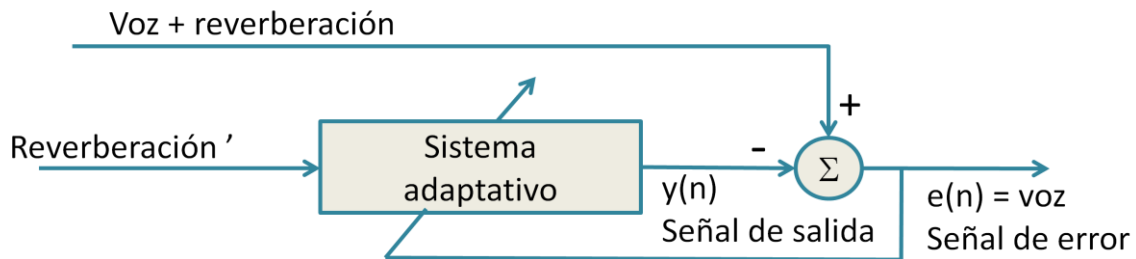 Voz + reverberación
+
Reverberación ’
Sistema
adaptativo
-
Σ
y(n)
Señal de salida
e(n) = voz
Señal de error